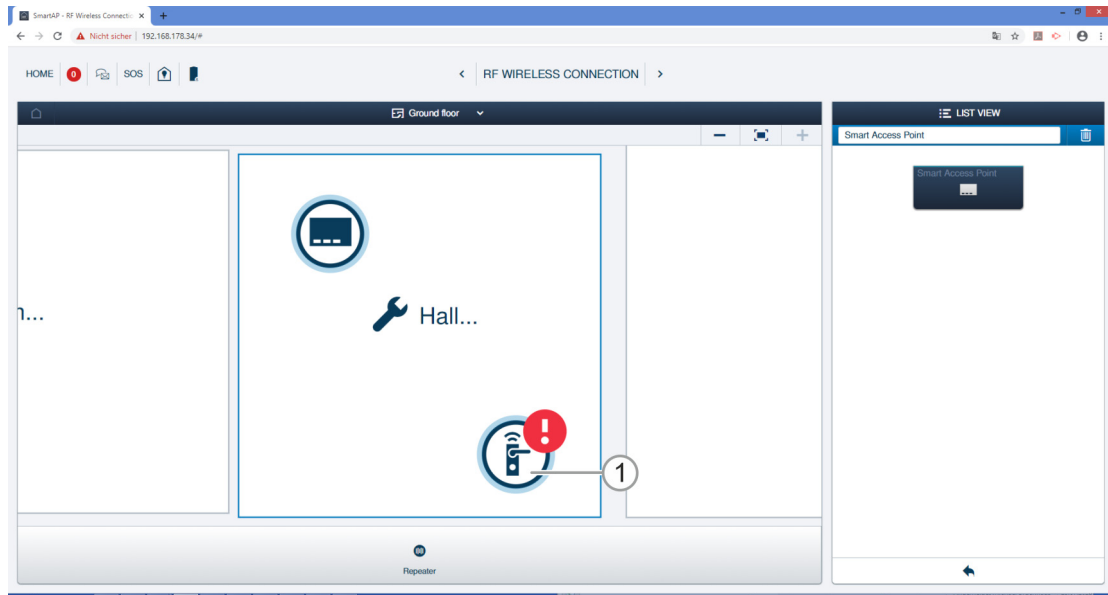 SmartAP - RF Wireless Connectic
Nicht sicher | 192.168.178.34/#
HOME 0 SOS
RF WIRELESS CONNECTION
Ground floor
LIST VIEW
Smart Access Point
Smart Access Point
n...
Hall...
1
Repeater